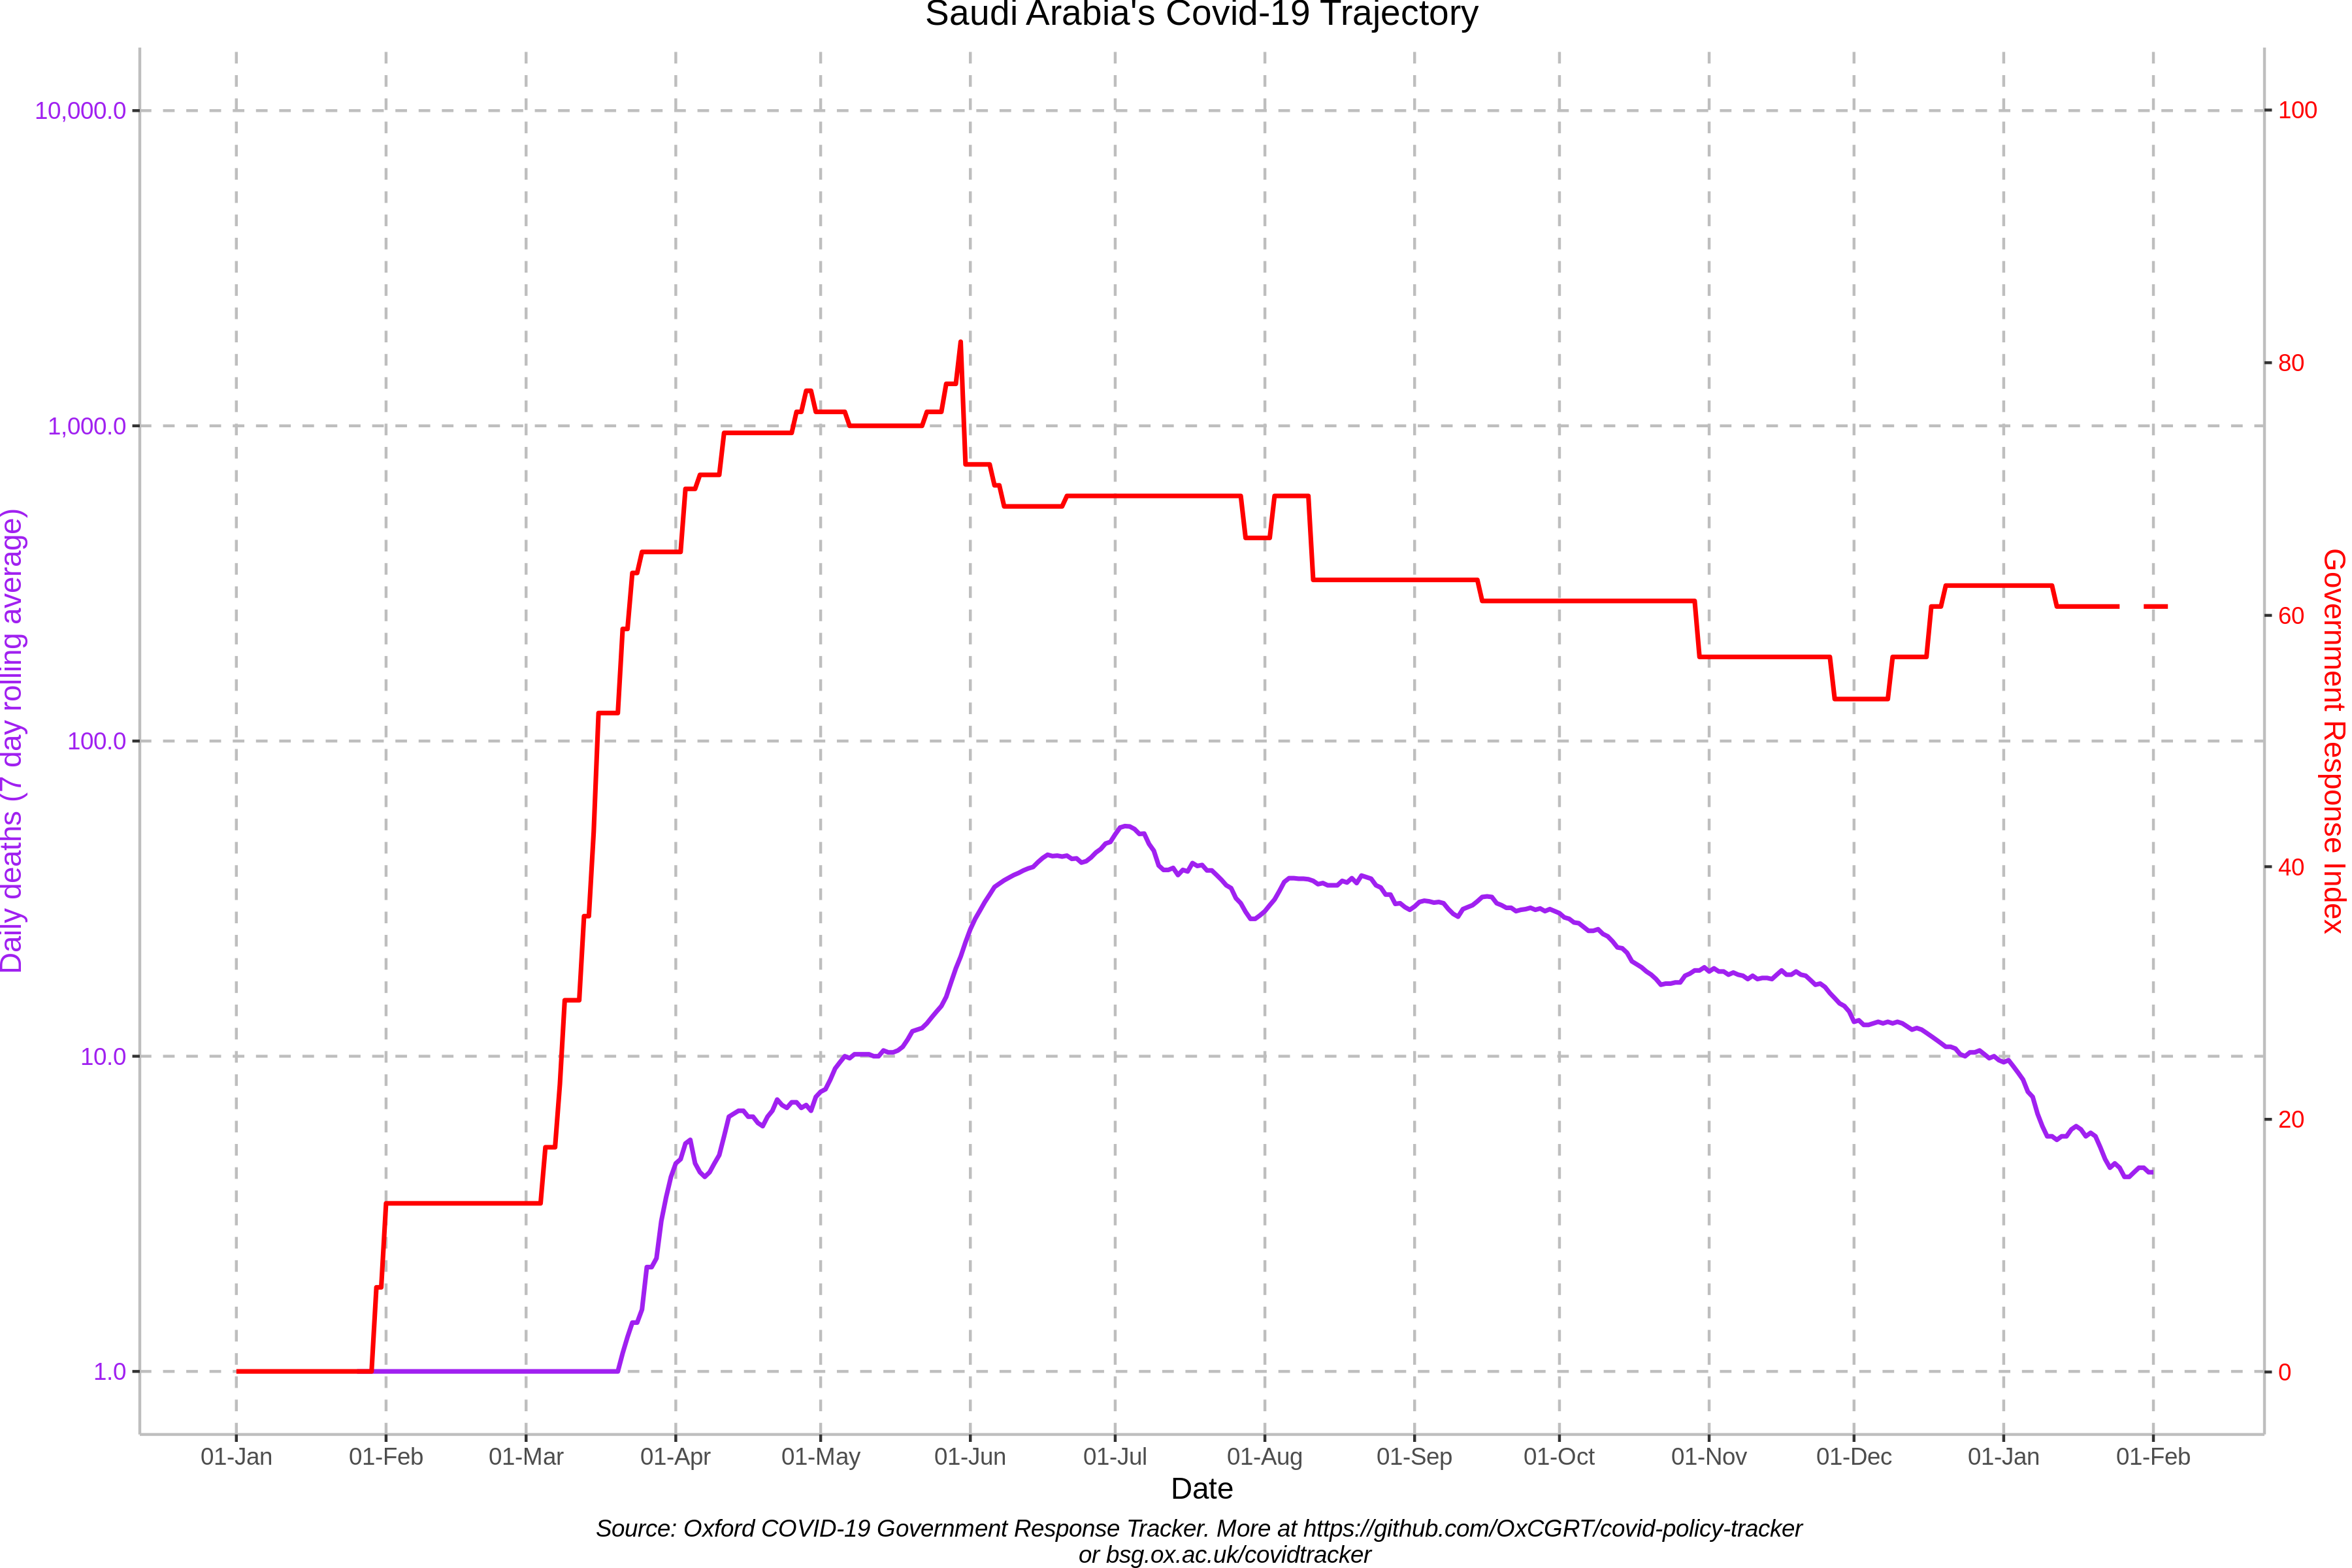 Saudi Arabia's Covid-19 Trajectory
Daily deaths (7 day rolling average)
10,000.0
1,000.0
100.0
10.0
1.0
100
80
60
40
20
0
Government Response Index
01-Jan 01-Feb 01-Mar 01-Apr 01-May 01-Jun 01-Jul 01-Aug 01-Sep 01-Oct 01-Nov 01-Dec 01-Jan 01-Feb
Date
Source: Oxford COVID-19 Government Response Tracker. More at https://github.com/OxCGRT/covid-policy-tracker
or bsg.ox.ac.uk/covidtracker